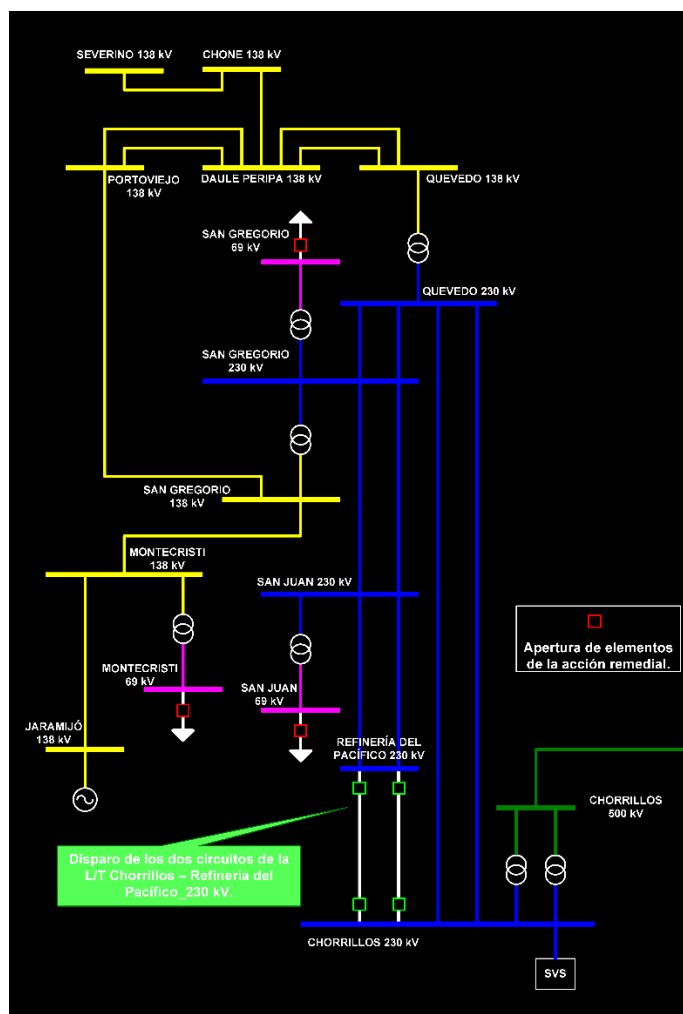 SEVERINO 138 kV
CHONE 138 kV
PORTOVIEJO
138 kV
DAULE PERIPA 138 kV
QUEVEDO 138 kV
SAN GREGORIO
69 kV
QUEVEDO 230 kV
SAN GREGORIO
230 kV
SAN GREGORIO
138 kV
MONTECRISTI
138 kV
SAN JUAN 230 kV
Apertura de elementos
de la acción remedial.
MONTECRISTI
69 kV
SAN JUAN
69 kV
JARAMIJÓ
138 kV
REFINERÍA DEL
PACÍFICO 230 kV
CHORRILLOS
500 kV
Disparo de los dos circuitos de la
L/T Chorrillos – Refinería del
Pacífico_230 kV.
CHORRILLOS 230 kV
SVS